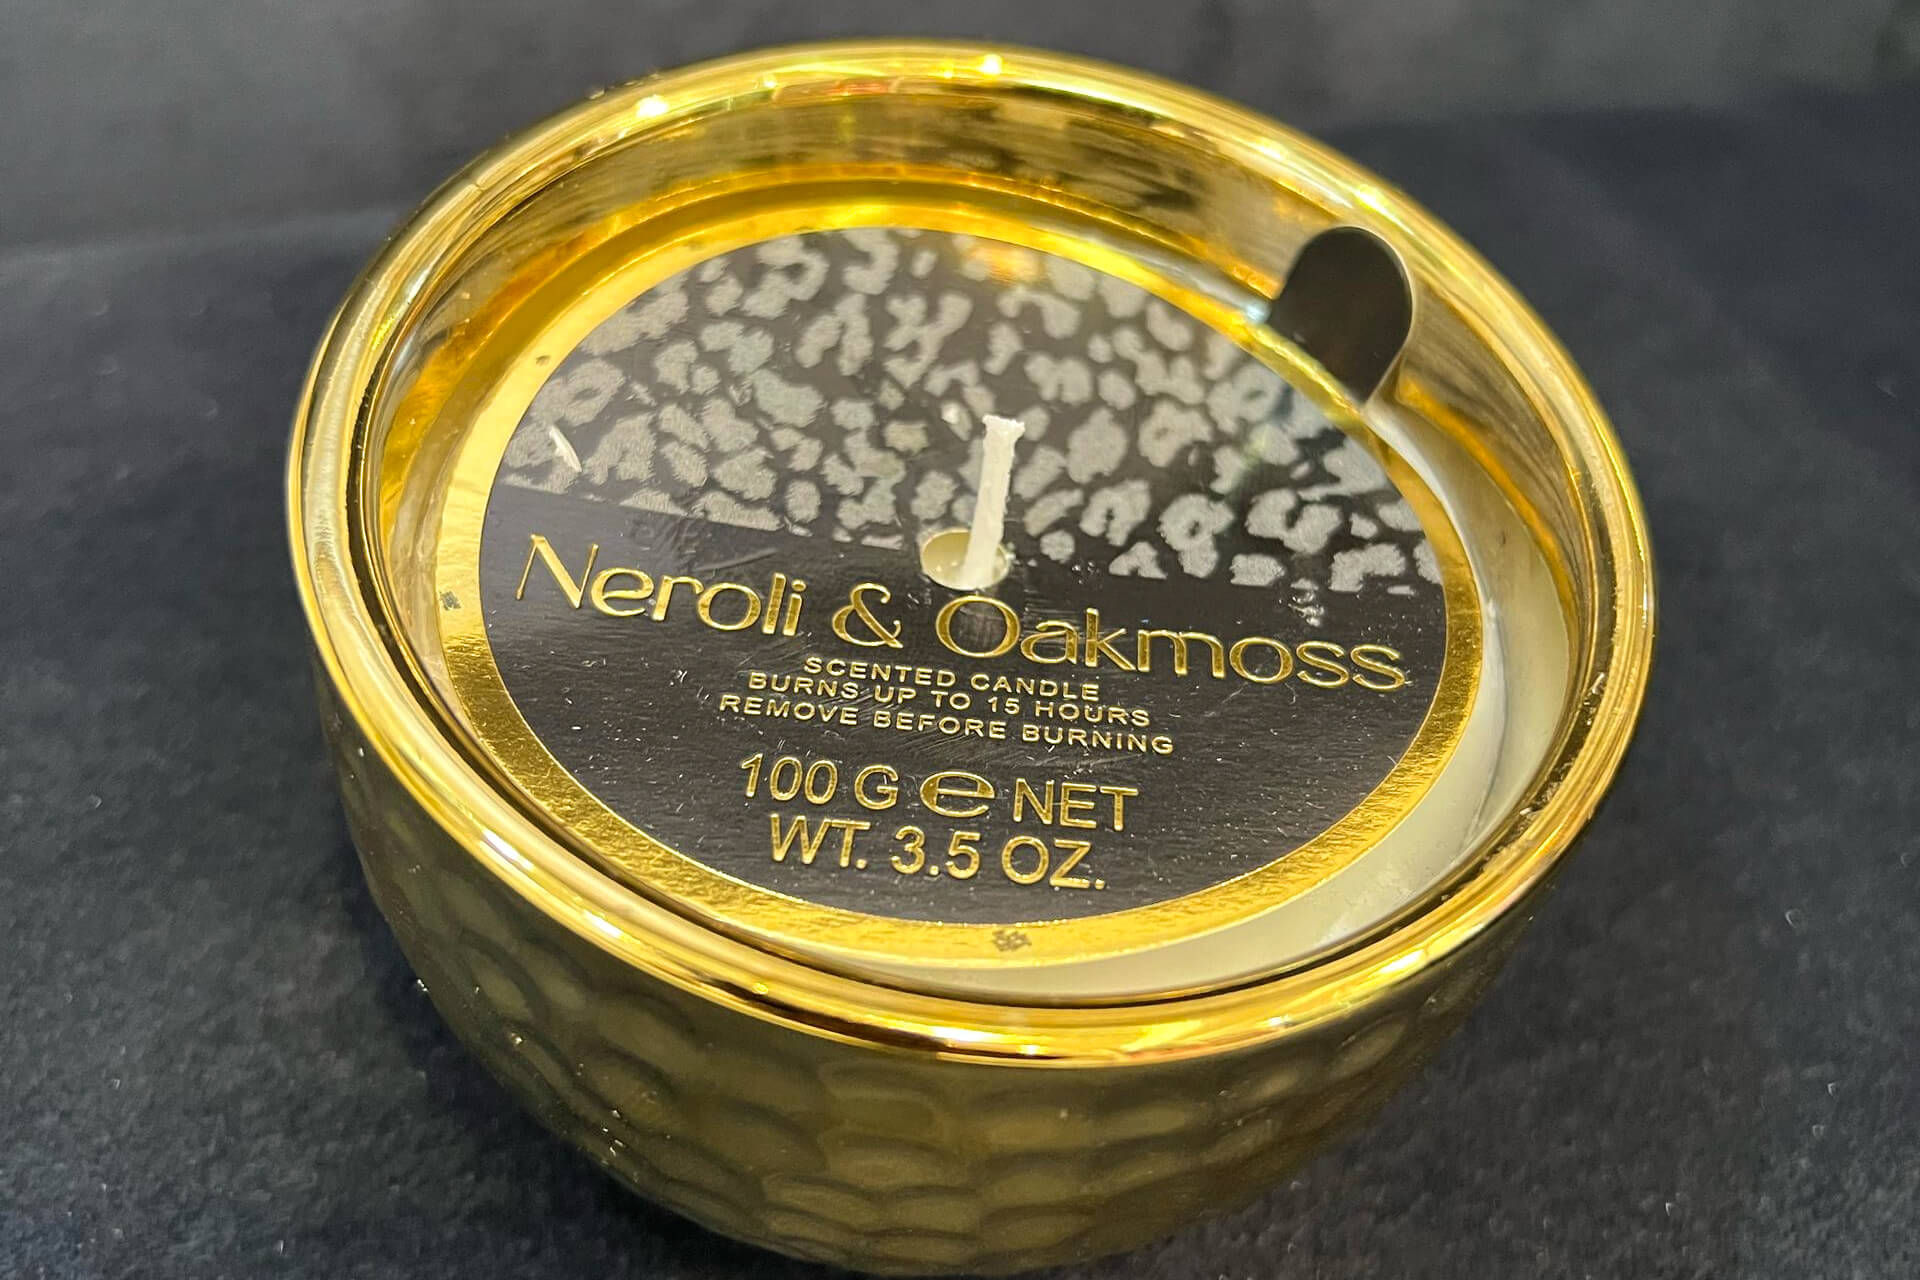 Neroli & Oakmoss
SCENTED CANDLE
BURNS UP TO 15 HOURS
REMOVE BEFORE BURNING
100 G ℮ NET
WT. 3.5 OZ.